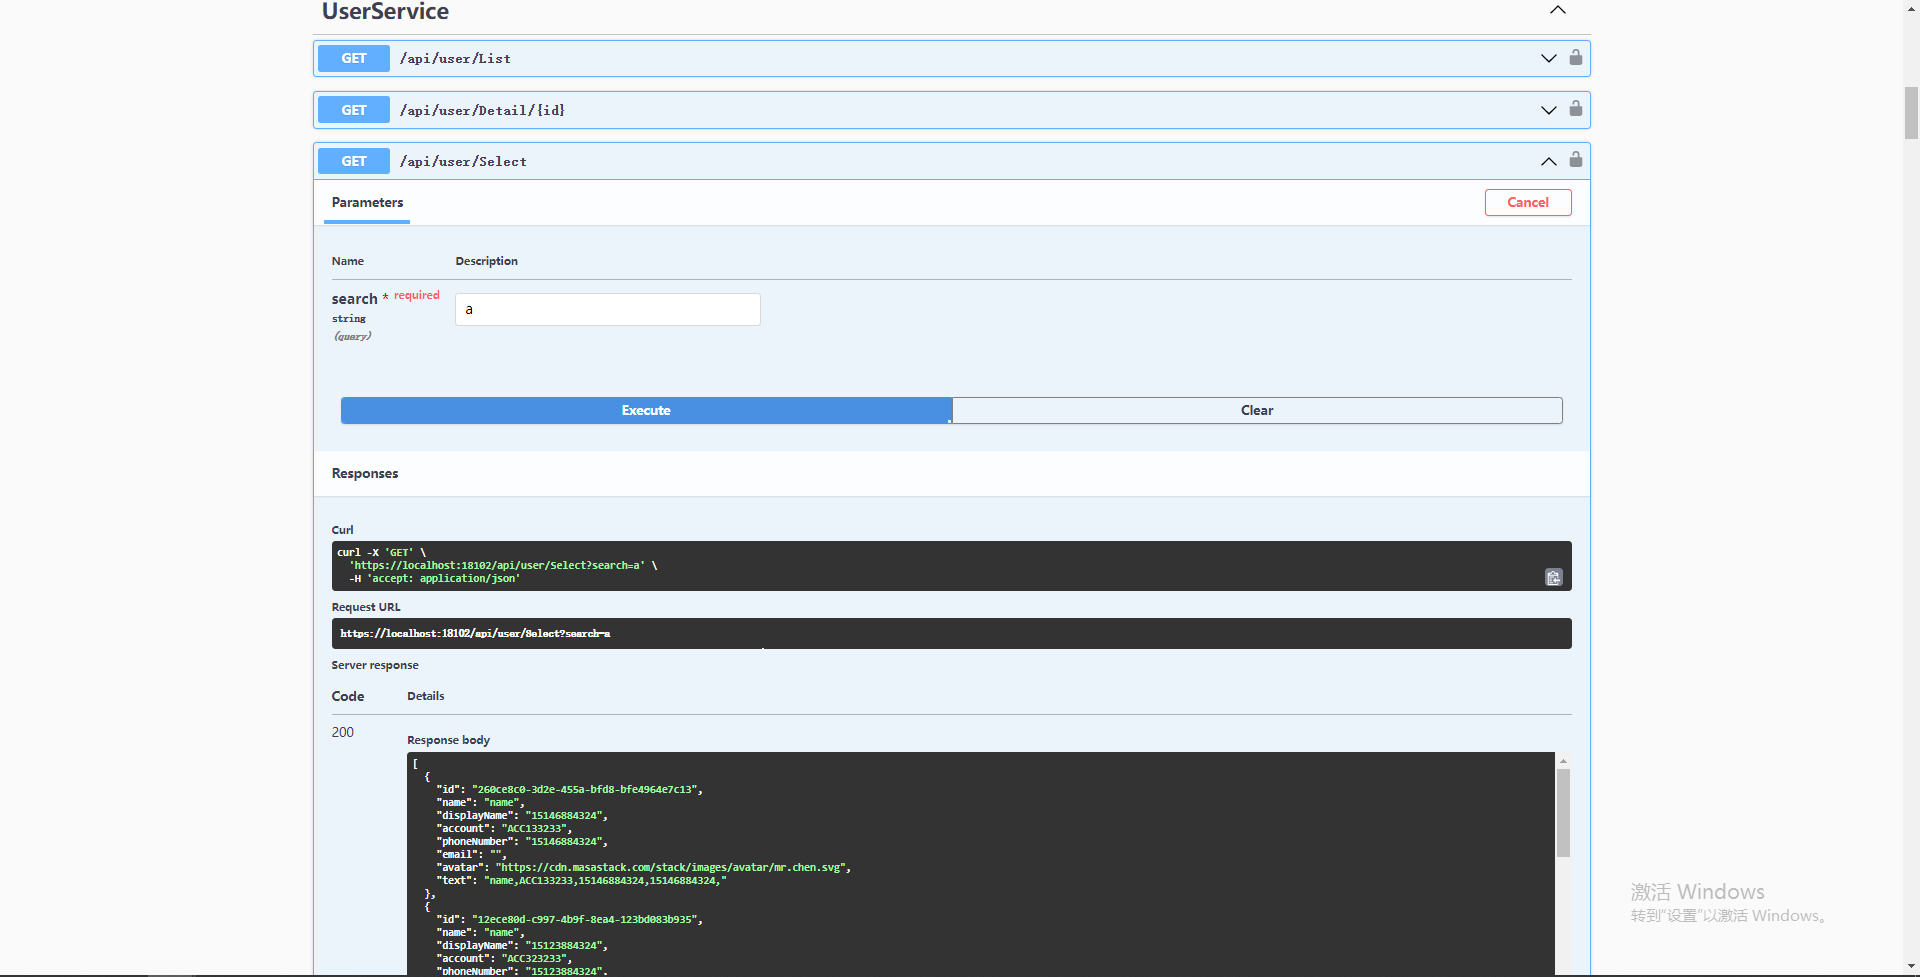 UserService
GET /api/user/List
GET /api/user/Detail/{id}
GET /api/user/Select
Parameters
Cancel
Name Description
search * required
string
(query)
a
Execute Clear
Responses
Curl
curl -X 'GET' \
'https://localhost:18102/api/user/Select?search=a' \
-H 'accept: application/json'
Request URL
https://localhost:18102/api/user/Select?search=a
Server response
Code Details
200
Response body
[
{
"id": "260ce8c0-3d2e-455a-bfd8-bfe4964e7c13",
"name": "name",
"displayName": "15146884324",
"account": "ACC133233",
"phoneNumber": "15146884324",
"email": "",
"avatar": "https://cdn.masastack.com/stack/images/avatar/mr.chen.svg",
"text": "name,ACC133233,15146884324,15146884324,"
},
{
"id": "12ece80d-c997-4b9f-8ea4-123bd083b935",
"name": "name",
"displayName": "15123884324",
"account": "ACC323233",
"phoneNumber": "15123884324",
激活 Windows
转到“设置”以激活 Windows。